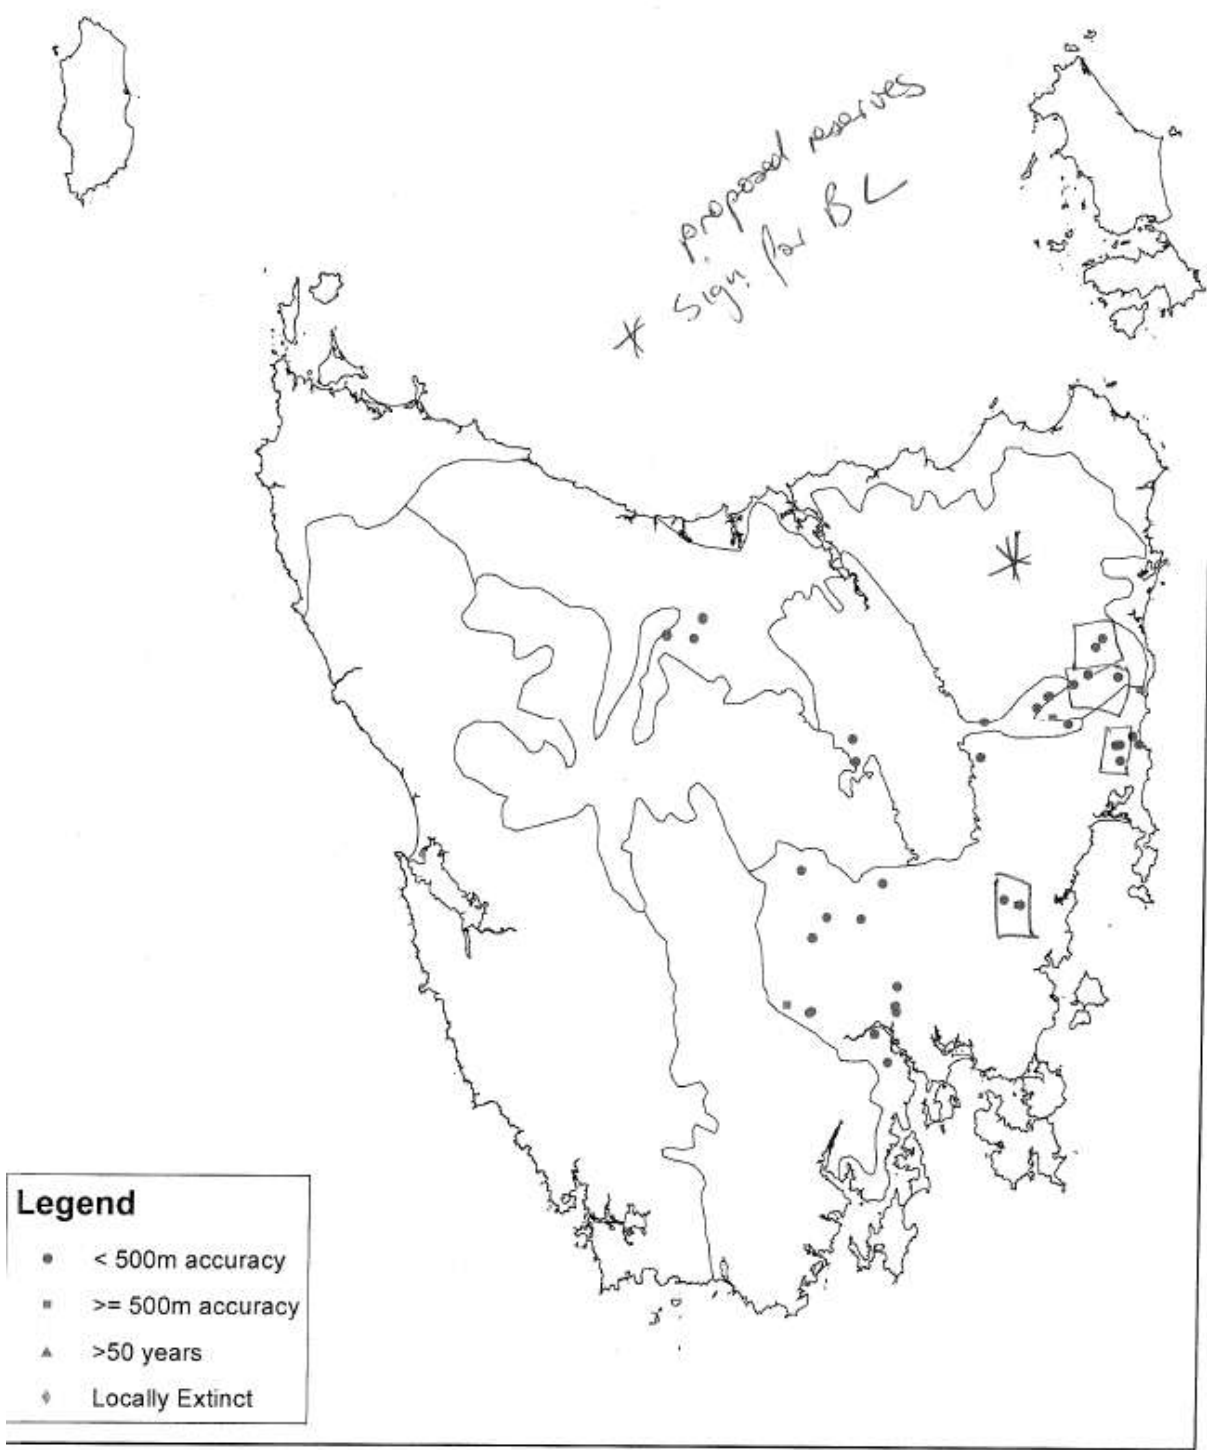 proposed reserves
* sign. for BL
Legend
< 500m accuracy
>= 500m accuracy
>50 years
Locally Extinct